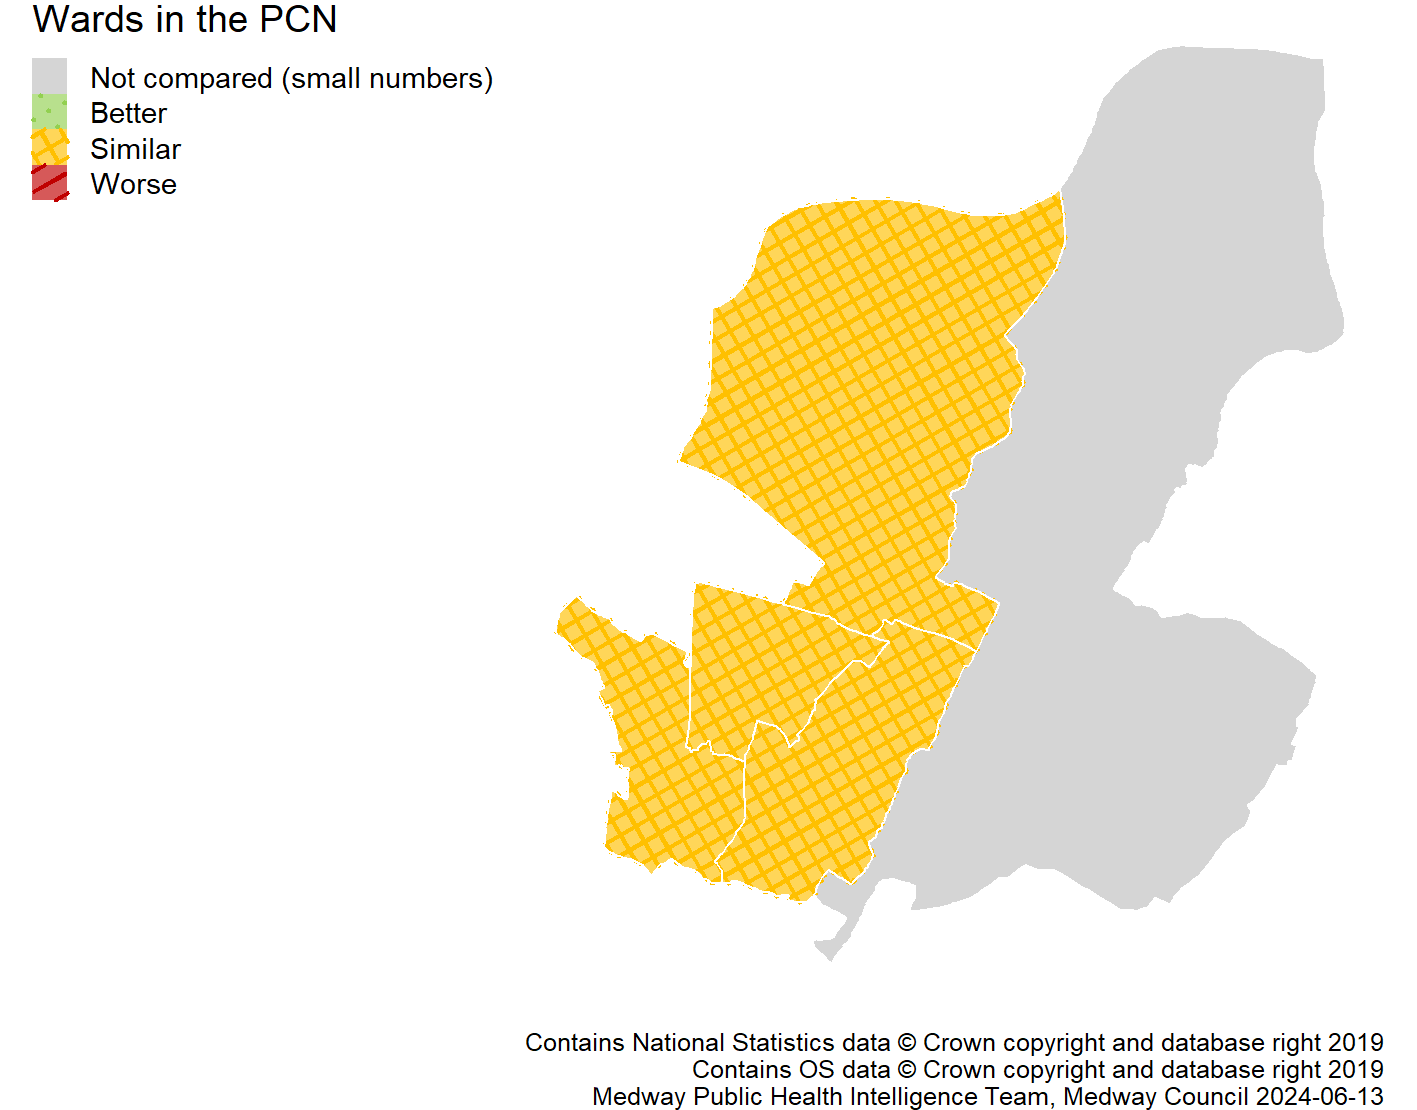 Wards in the PCN
Not compared (small numbers)
Better
Similar
Worse
Contains National Statistics data © Crown copyright and database right 2019
Contains OS data © Crown copyright and database right 2019
Medway Public Health Intelligence Team, Medway Council 2024-06-13